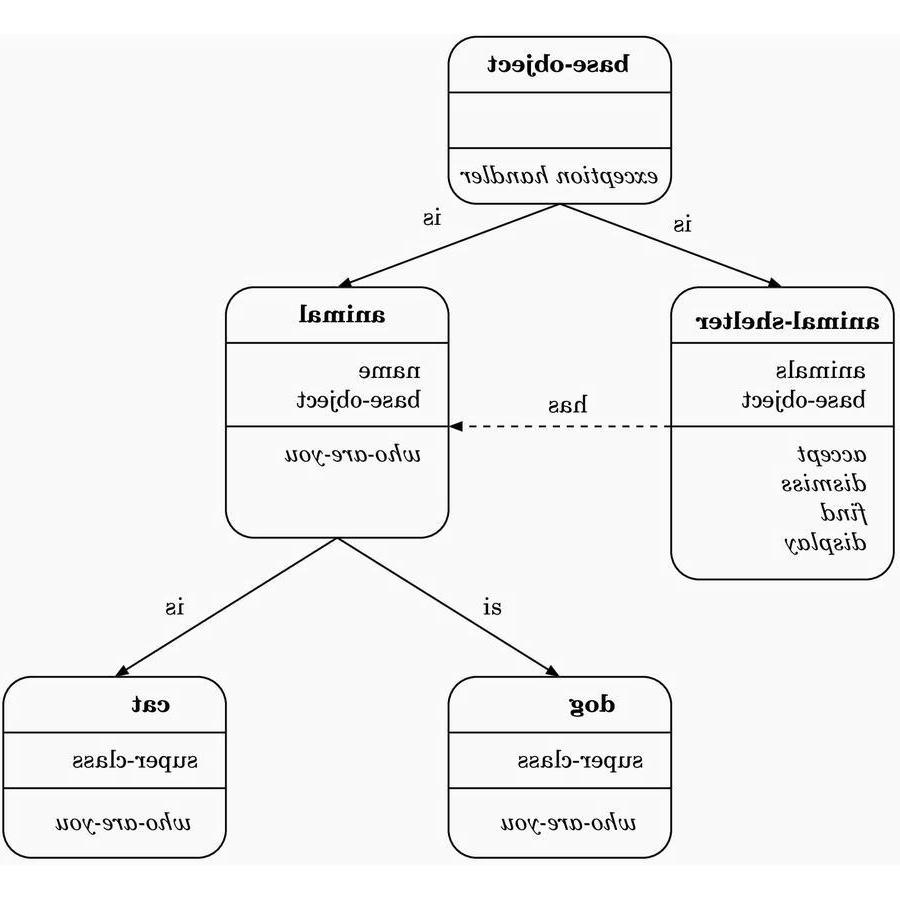 base-object
exception handler
is
is
animal
name
base-object
who-are-you
has
animal-shelter
animals
base-object
accept
dismiss
find
display
is
is
cat
super-class
who-are-you
dog
super-class
who-are-you